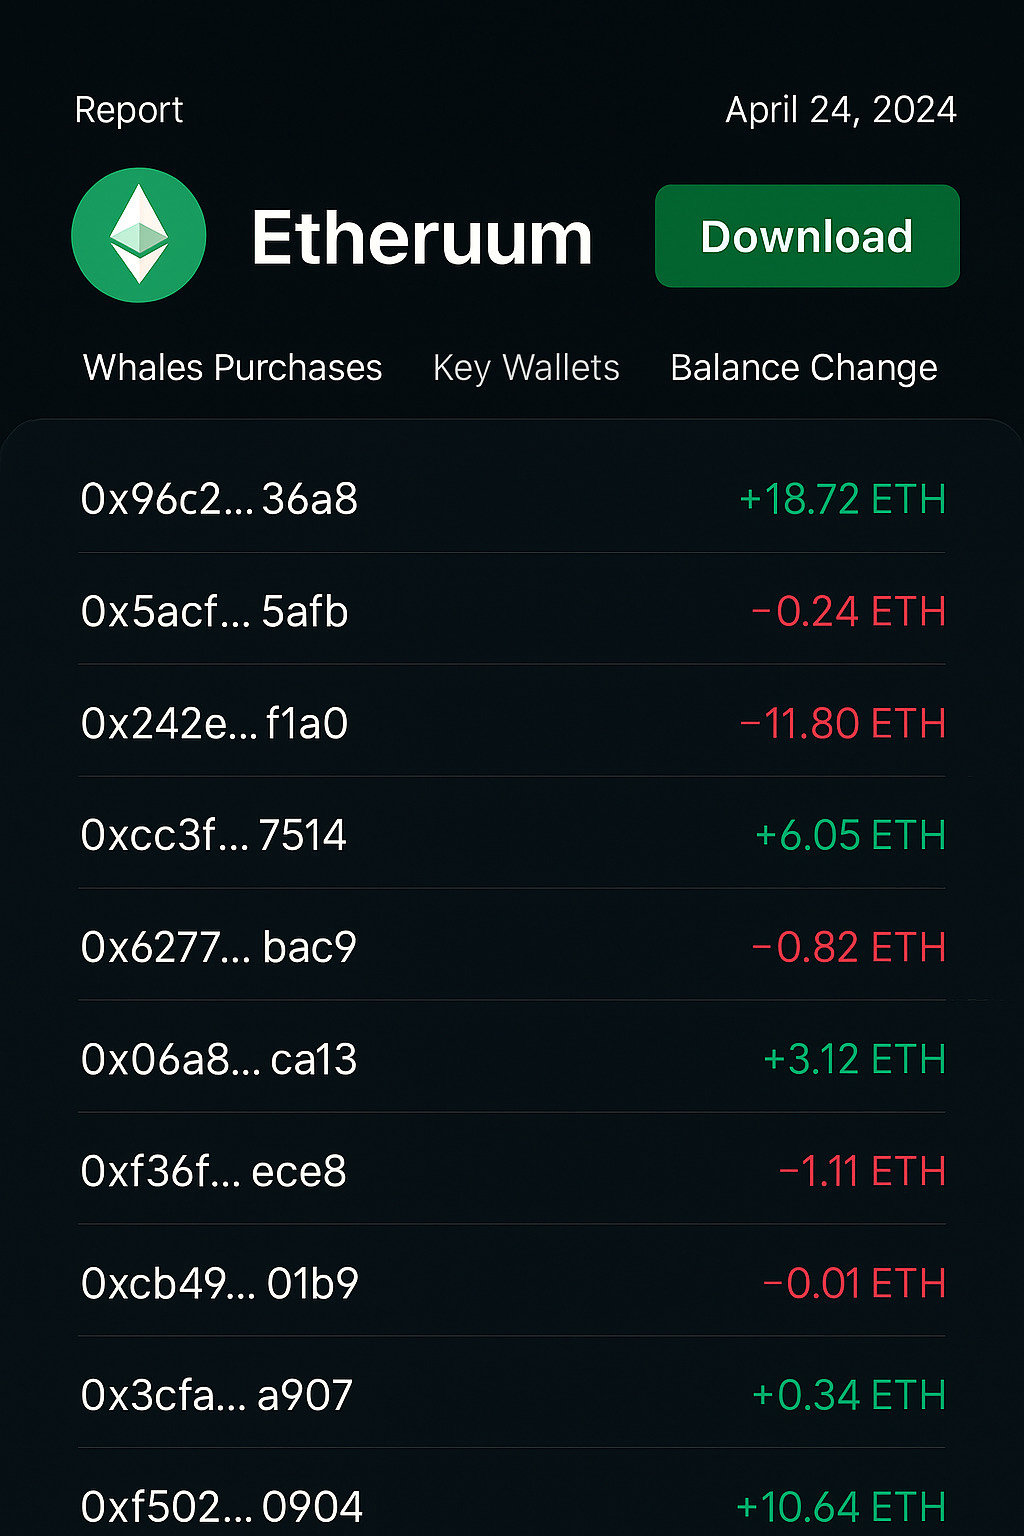 Report April 24, 2024
Etheruum Download
Whales Purchases Key Wallets Balance Change
0x96c2... 36a8 +18.72 ETH
0x5acf... 5afb −0.24 ETH
0x242e... f1a0 −11.80 ETH
0xcc3f... 7514 +6.05 ETH
0x6277... bac9 −0.82 ETH
0x06a8... ca13 +3.12 ETH
0xf36f... ece8 −1.11 ETH
0xcb49... 01b9 −0.01 ETH
0x3cfa... a907 +0.34 ETH
0xf502... 0904 +10.64 ETH